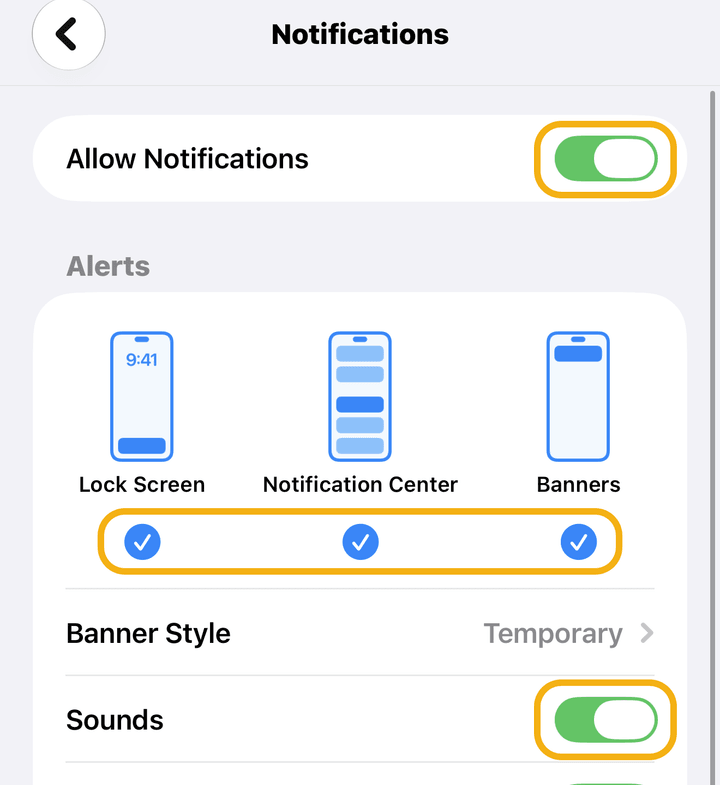 Notifications
Allow Notifications
Alerts
9:41
Lock Screen Notification Center Banners
Banner Style Temporary
Sounds